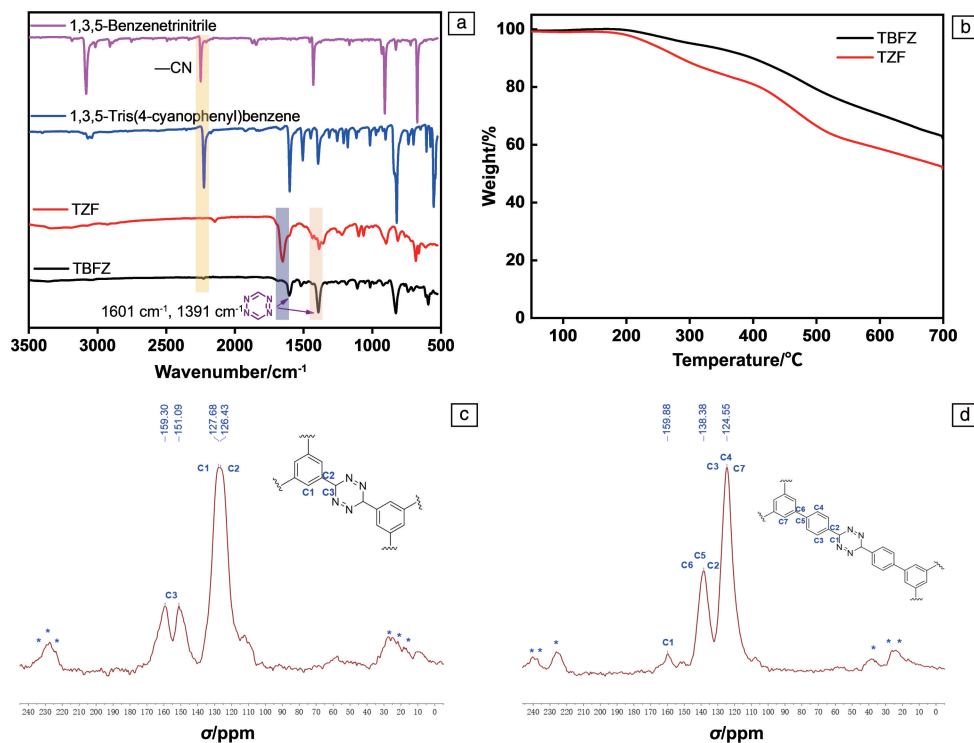 a
1,3,5-Benzenetrinitrile
—CN
1,3,5-Tris(4-cyanophenyl)benzene
TZF
TBFZ
N N
N N
1601 cm-1, 1391 cm-1
3500 3000 2500 2000 1500 1000 500
Wavenumber/cm-1
b
TBFZ
TZF
100
80
60
40
20
0
Weight/%
100 200 300 400 500 600 700
Temperature/℃
c
159.30
151.09
127.68
126.43
C1 C2
C3
C2
C1 C3
N N
N N
* * *
* * * *
240 230 220 210 200 190 180 170 160 150 140 130 120 110 100 90 80 70 60 50 40 30 20 10 0
σ/ppm
d
159.88
138.38
124.55
C4
C3 C7
C5
C6 C2
C1
C6 C4
C7 C5
C2
C3 C1
N N
N N
* * *
* * *
240 230 220 210 200 190 180 170 160 150 140 130 120 110 100 90 80 70 60 50 40 30 20 10 0
σ/ppm